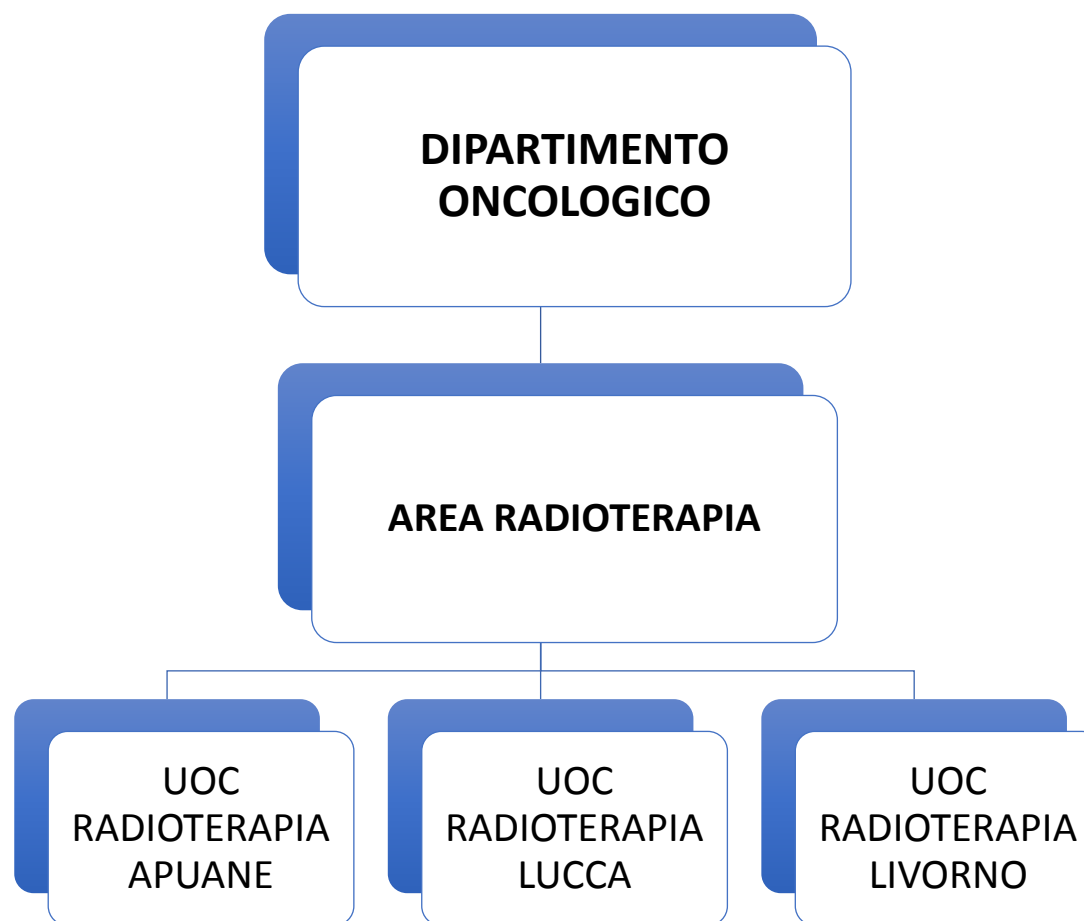 DIPARTIMENTO
ONCOLOGICO
AREA RADIOTERAPIA
UOC
RADIOTERAPIA
APUANE
UOC
RADIOTERAPIA
LUCCA
UOC
RADIOTERAPIA
LIVORNO